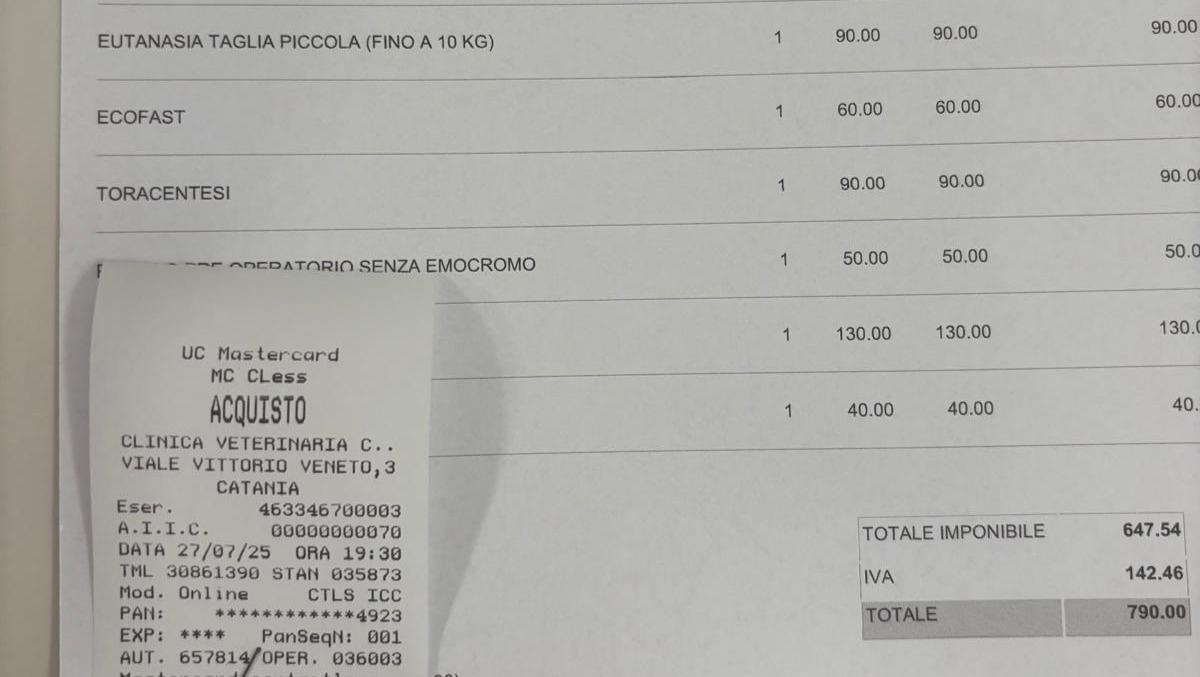 EUTANASIA TAGLIA PICCOLA (FINO A 10 KG) 1 90.00 90.00 90.00
ECOFAST 1 60.00 60.00 60.00
TORACENTESI 1 90.00 90.00 90.0
OPERATORIO SENZA EMOCROMO 1 50.00 50.00 50.0
1 130.00 130.00 130.0
1 40.00 40.00 40.
UC Mastercard
MC CLess
ACQUISTO
CLINICA VETERINARIA C..
VIALE VITTORIO VENETO,3
CATANIA
Eser. 463346700003
A.I.I.C. 00000000070
DATA 27/07/25 ORA 19:30
TML 30861390 STAN 035873
Mod. Online CTLS ICC
PAN: ************4923
EXP: **** PanSeqN: 001
AUT. 657814/OPER. 036003
TOTALE IMPONIBILE 647.54
IVA 142.46
TOTALE 790.00